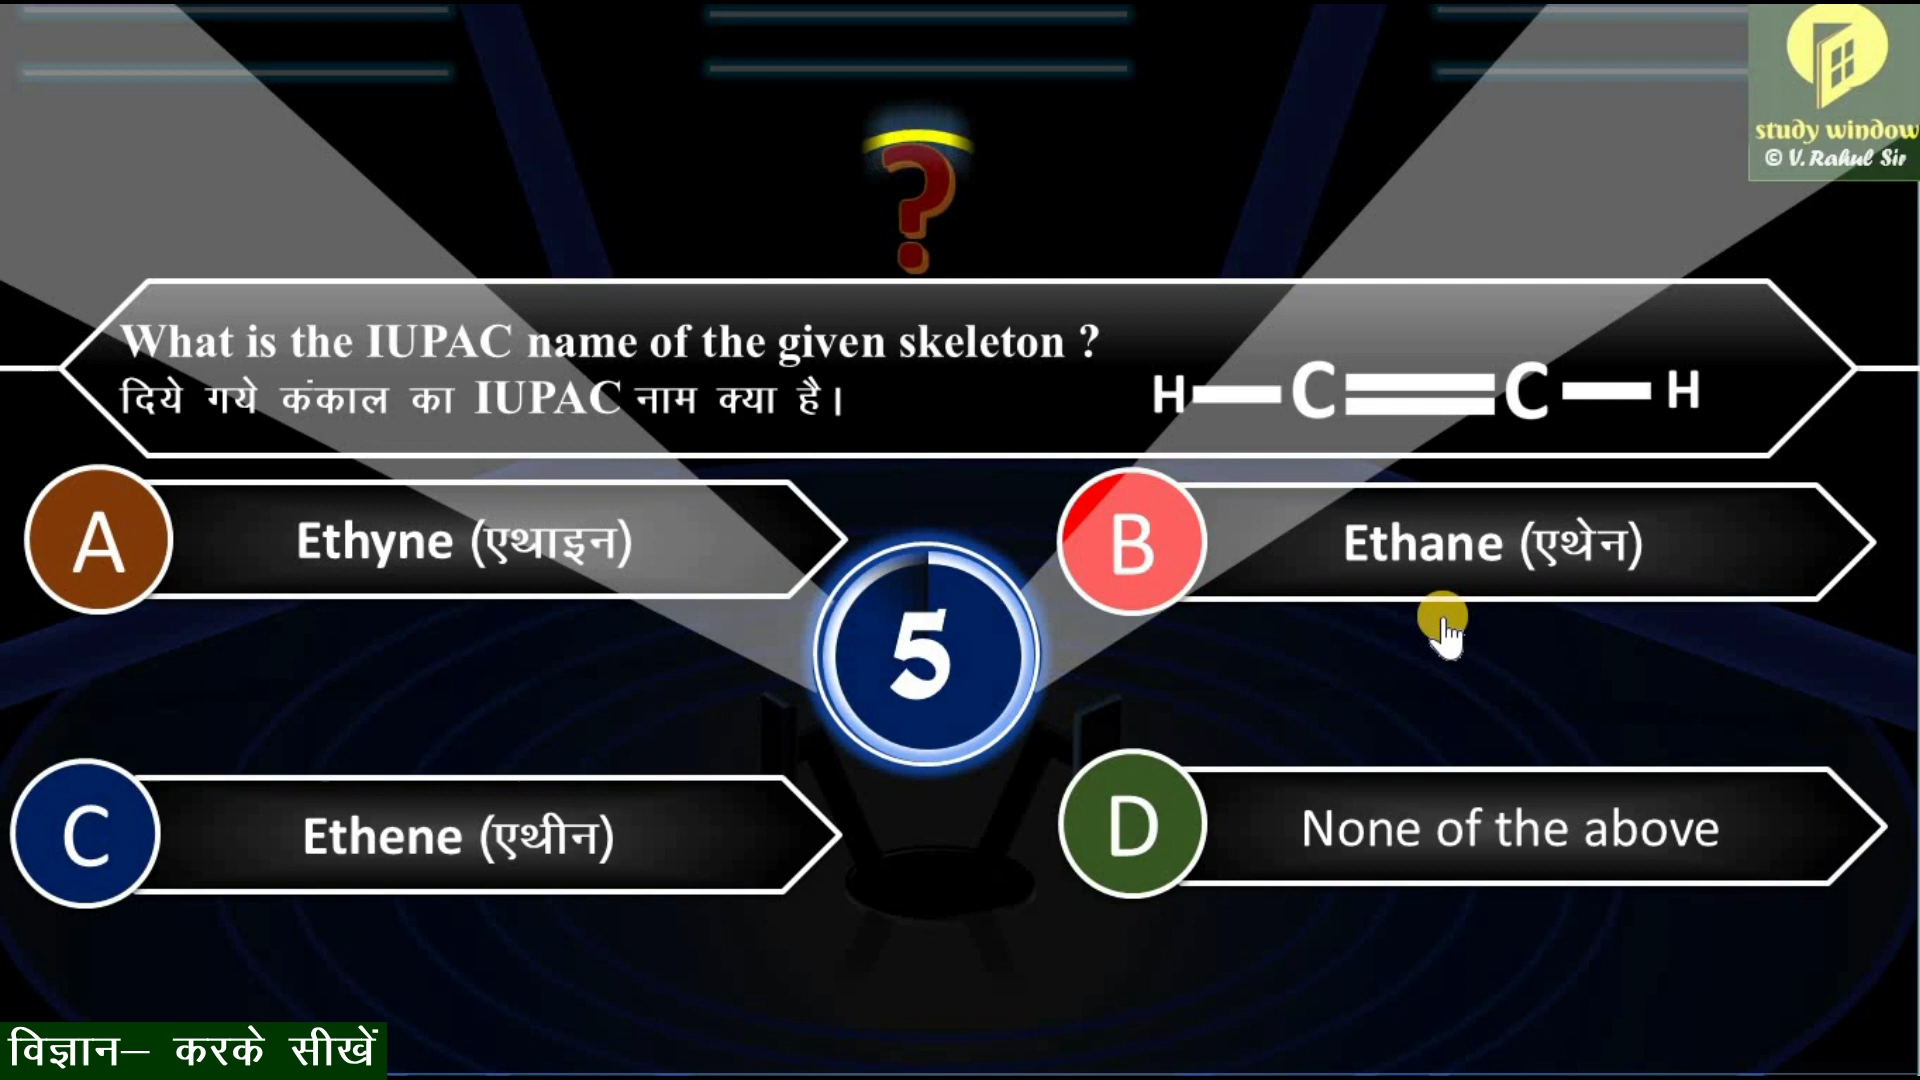 study window
© V. Rahul Sir
?
What is the IUPAC name of the given skeleton ?
दिये गये कंकाल का IUPAC नाम क्या है।
H—C=C—H
A Ethyne (एथाइन)
B Ethane (एथेन)
5
C Ethene (एथीन)
D None of the above
विज्ञान– करके सीखें